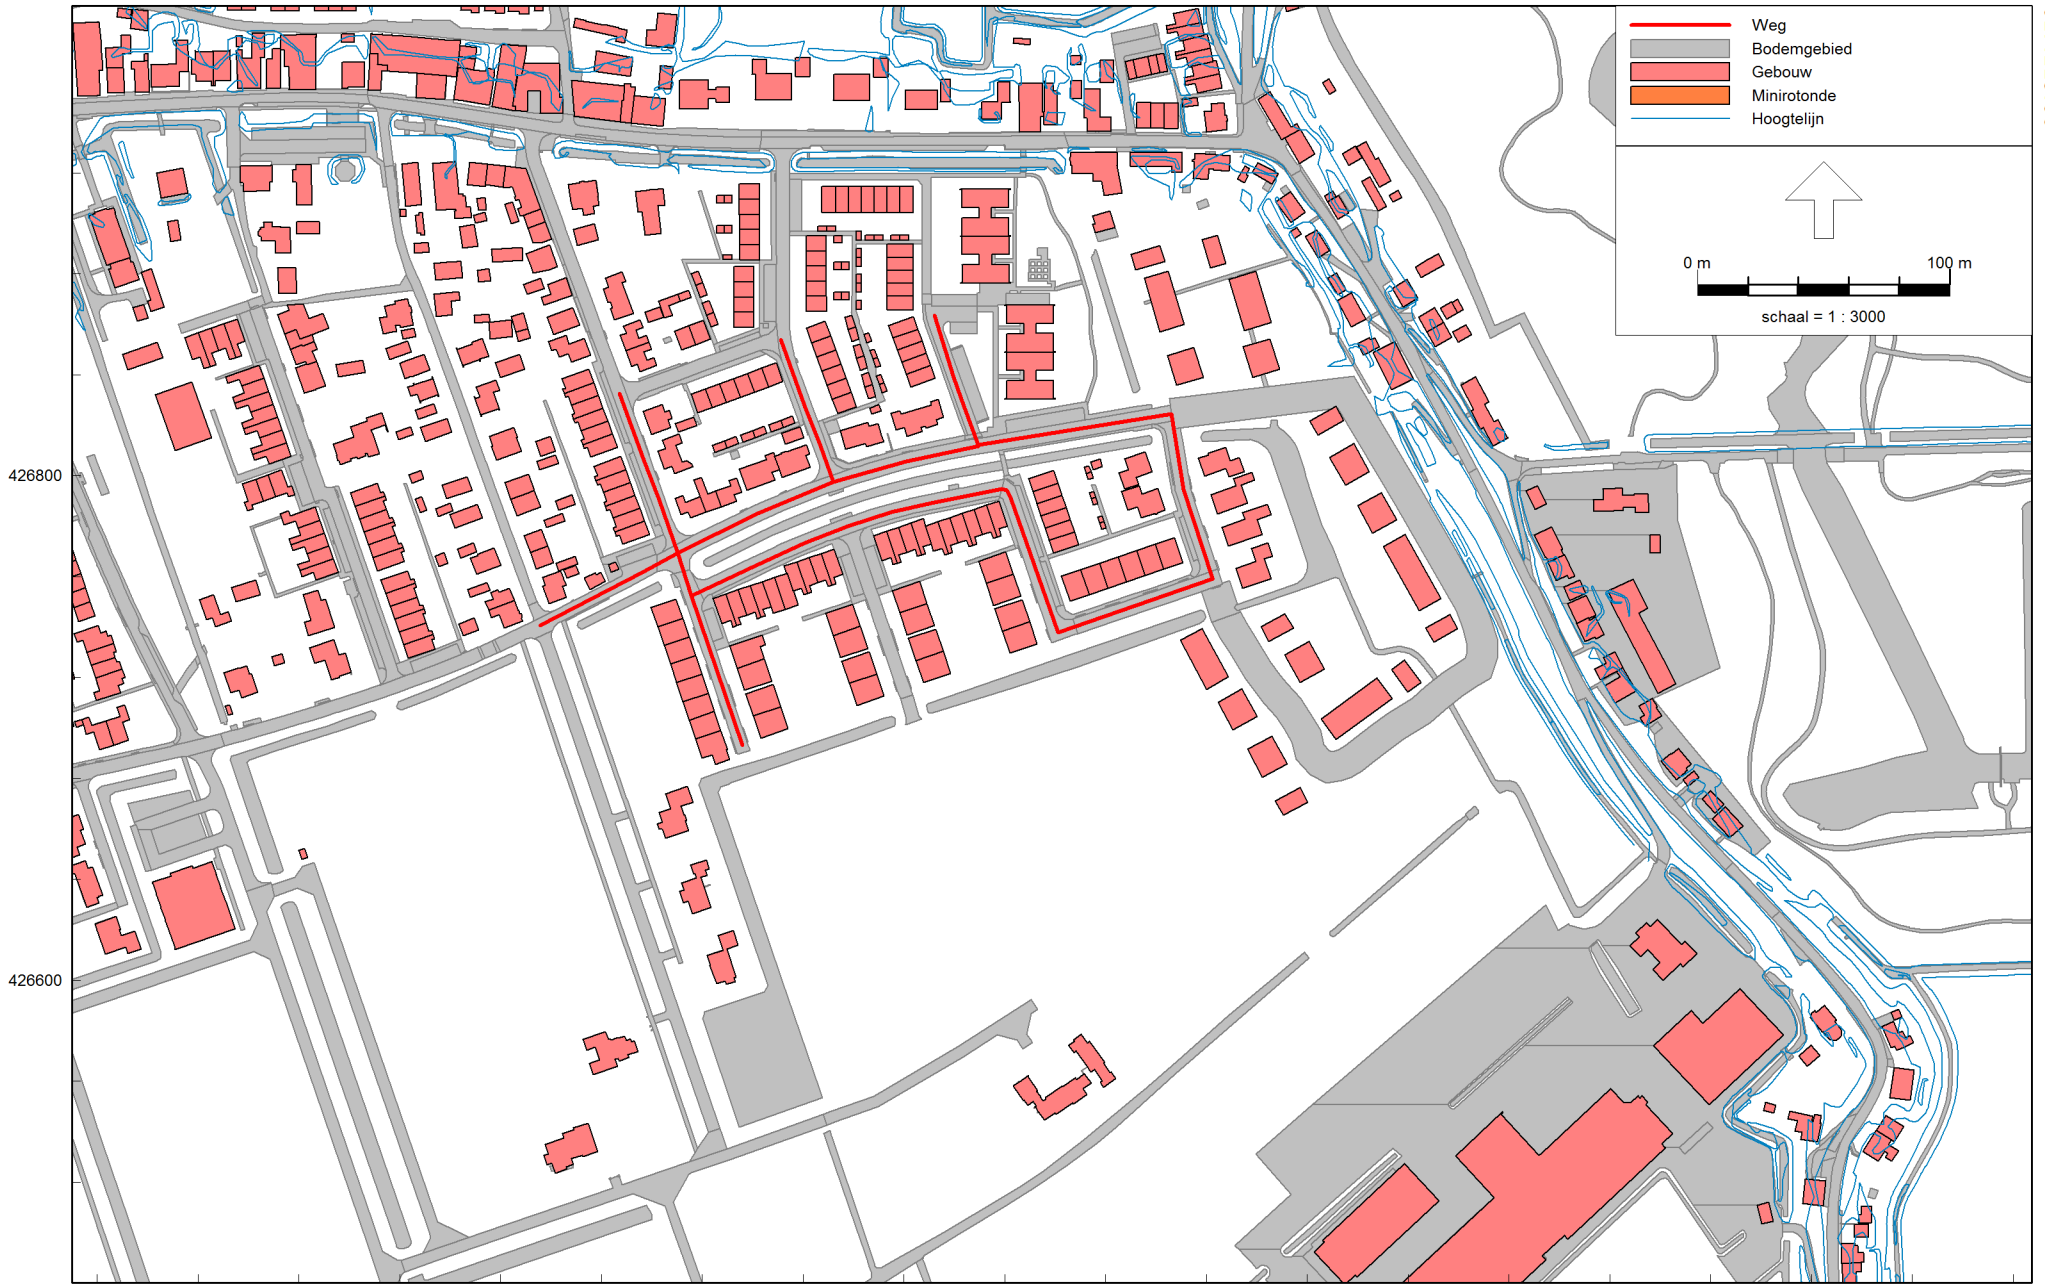 Weg
Bodemgebied
Gebouw
Minirotonde
Hoogtelijn
0 m 100 m
schaal = 1 : 3000
426800
426600